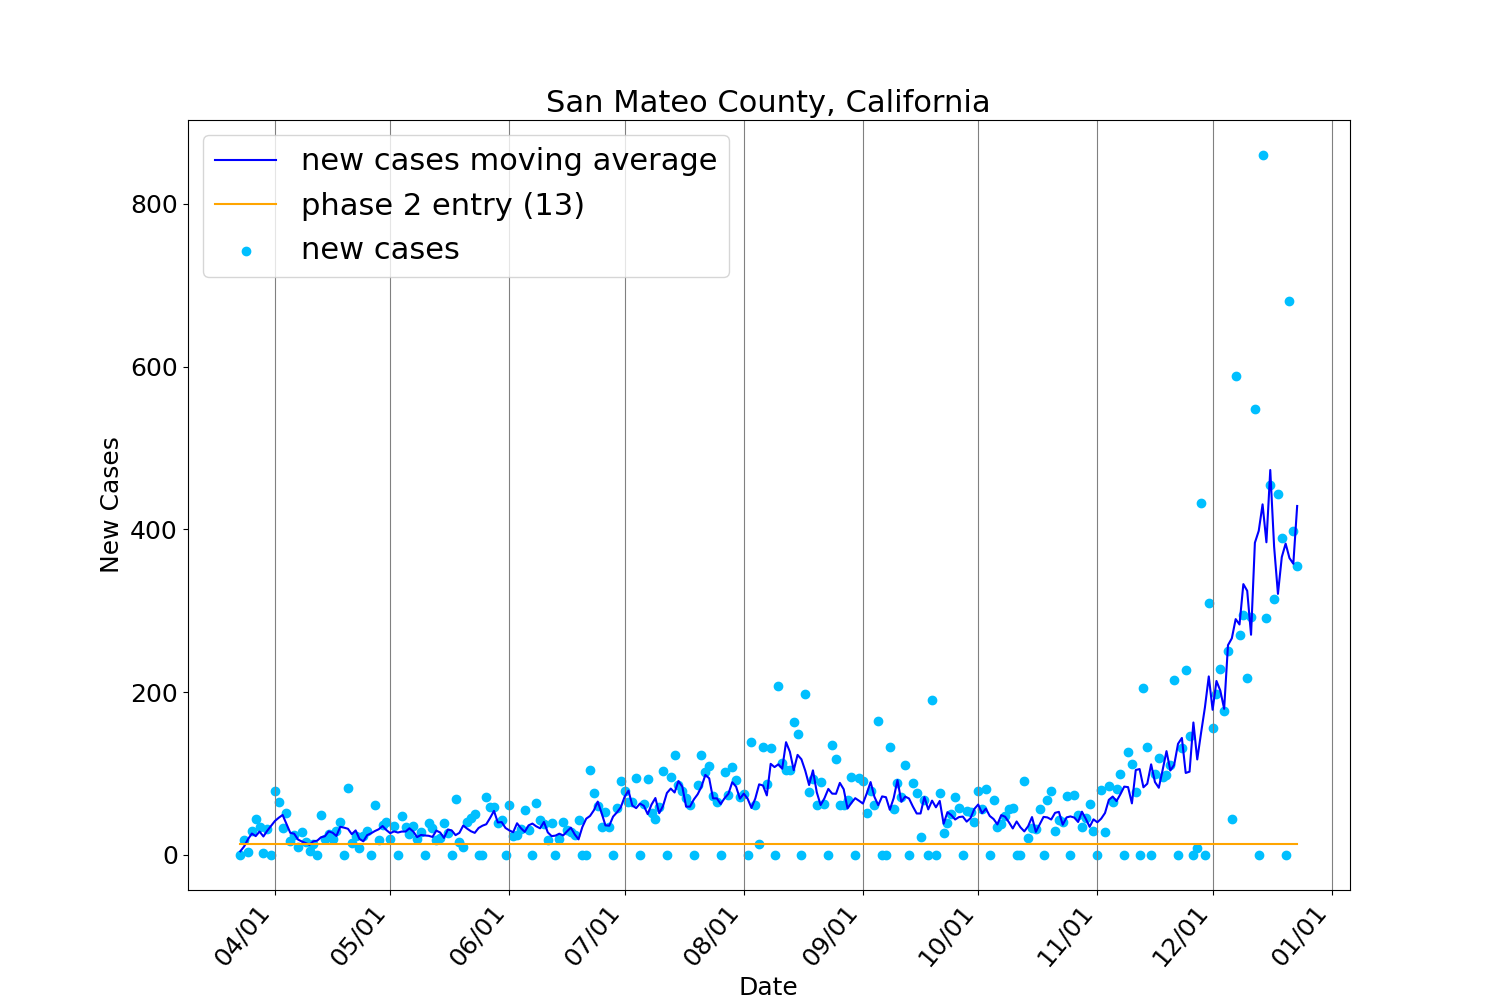 San Mateo County, California
new cases moving average
phase 2 entry (13)
new cases
New Cases
800
600
400
200
0
04/01
05/01
06/01
07/01
08/01
09/01
10/01
11/01
12/01
01/01
Date